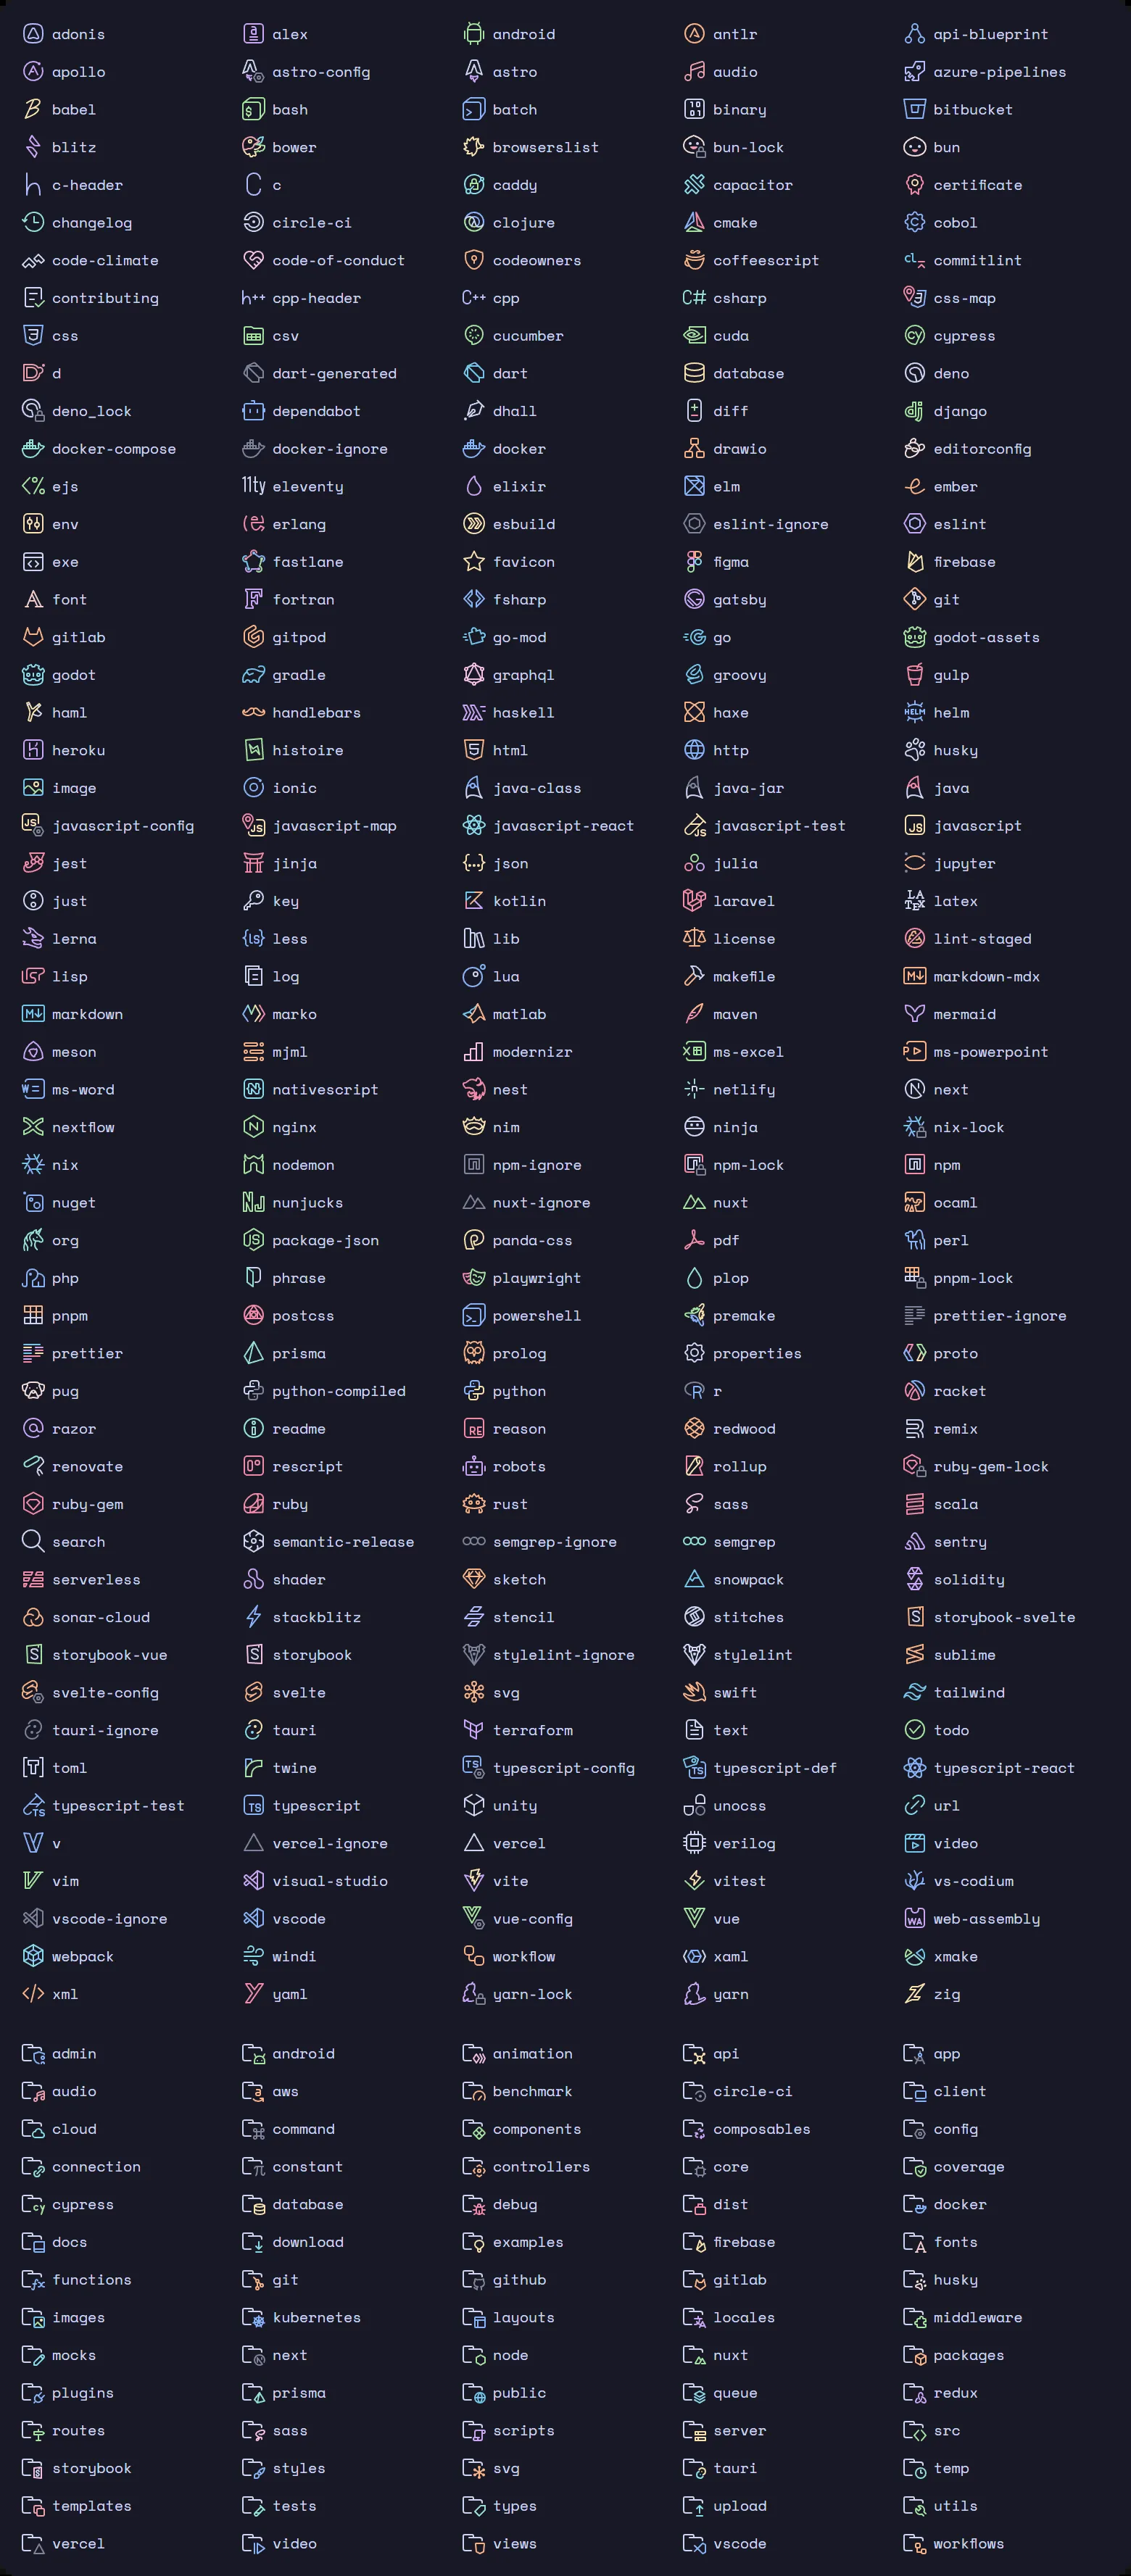 adonis alex android antlr api-blueprint
apollo astro-config astro audio azure-pipelines
babel bash batch binary bitbucket
blitz bower browserslist bun-lock bun
c-header c caddy capacitor certificate
changelog circle-ci clojure cmake cobol
code-climate code-of-conduct codeowners coffeescript commitlint
contributing cpp-header cpp csharp css-map
css csv cucumber cuda cypress
d dart-generated dart database deno
deno_lock dependabot dhall diff django
docker-compose docker-ignore docker drawio editorconfig
ejs eleventy elixir elm ember
env erlang esbuild eslint-ignore eslint
exe fastlane favicon figma firebase
font fortran fsharp gatsby git
gitlab gitpod go-mod go godot-assets
godot gradle graphql groovy gulp
haml handlebars haskell haxe helm
heroku histoire html http husky
image ionic java-class java-jar java
javascript-config javascript-map javascript-react javascript-test javascript
jest jinja json julia jupyter
just key kotlin laravel latex
lerna less lib license lint-staged
lisp log lua makefile markdown-mdx
markdown marko matlab maven mermaid
meson mjml modernizr ms-excel ms-powerpoint
ms-word nativescript nest netlify next
nextflow nginx nim ninja nix-lock
nix nodemon npm-ignore npm-lock npm
nuget nunjucks nuxt-ignore nuxt ocaml
org package-json panda-css pdf perl
php phrase playwright plop pnpm-lock
pnpm postcss powershell premake prettier-ignore
prettier prisma prolog properties proto
pug python-compiled python r racket
razor readme reason redwood remix
renovate rescript robots rollup ruby-gem-lock
ruby-gem ruby rust sass scala
search semantic-release semgrep-ignore semgrep sentry
serverless shader sketch snowpack solidity
sonar-cloud stackblitz stencil stitches storybook-svelte
storybook-vue storybook stylelint-ignore stylelint sublime
svelte-config svelte svg swift tailwind
tauri-ignore tauri terraform text todo
toml twine typescript-config typescript-def typescript-react
typescript-test typescript unity unocss url
v vercel-ignore vercel verilog video
vim visual-studio vite vitest vs-codium
vscode-ignore vscode vue-config vue web-assembly
webpack windi workflow xaml xmake
xml yaml yarn-lock yarn zig
admin android animation api app
audio aws benchmark circle-ci client
cloud command components composables config
connection constant controllers core coverage
cypress database debug dist docker
docs download examples firebase fonts
functions git github gitlab husky
images kubernetes layouts locales middleware
mocks next node nuxt packages
plugins prisma public queue redux
routes sass scripts server src
storybook styles svg tauri temp
templates tests types upload utils
vercel video views vscode workflows